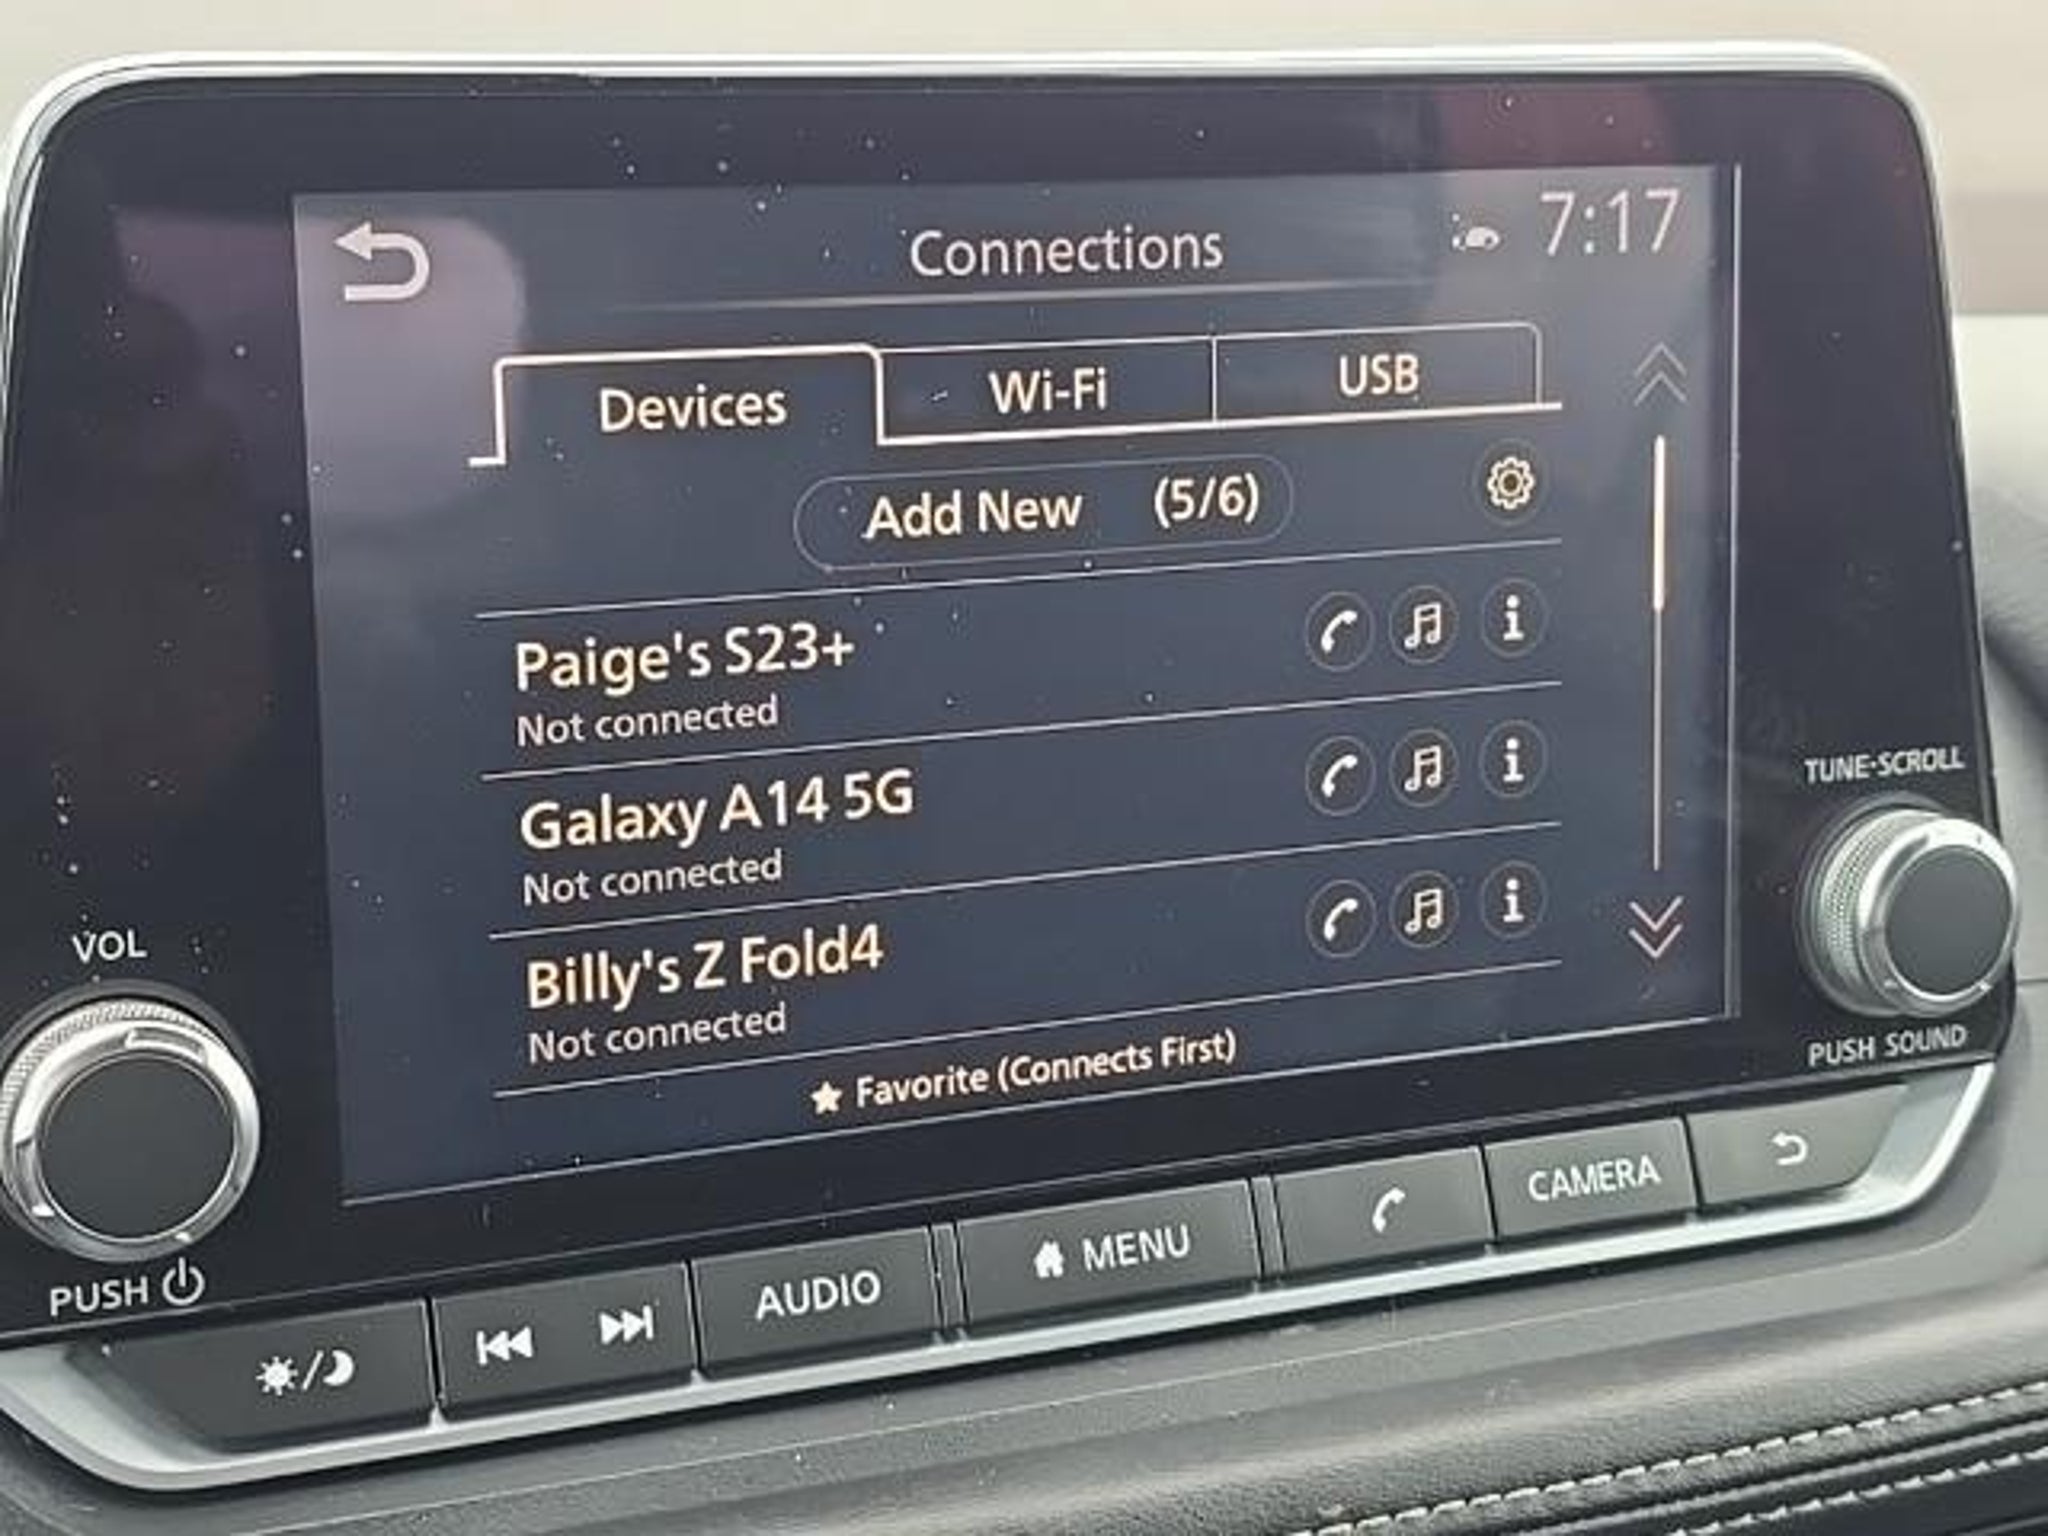 Connections
7:17
Devices
Wi-Fi
USB
Add New (5/6)
Paige's S23+
Not connected
Galaxy A14 5G
Not connected
Billy's Z Fold4
Not connected
Favorite (Connects First)
TUNE·SCROLL
PUSH SOUND
VOL
PUSH
AUDIO
MENU
CAMERA